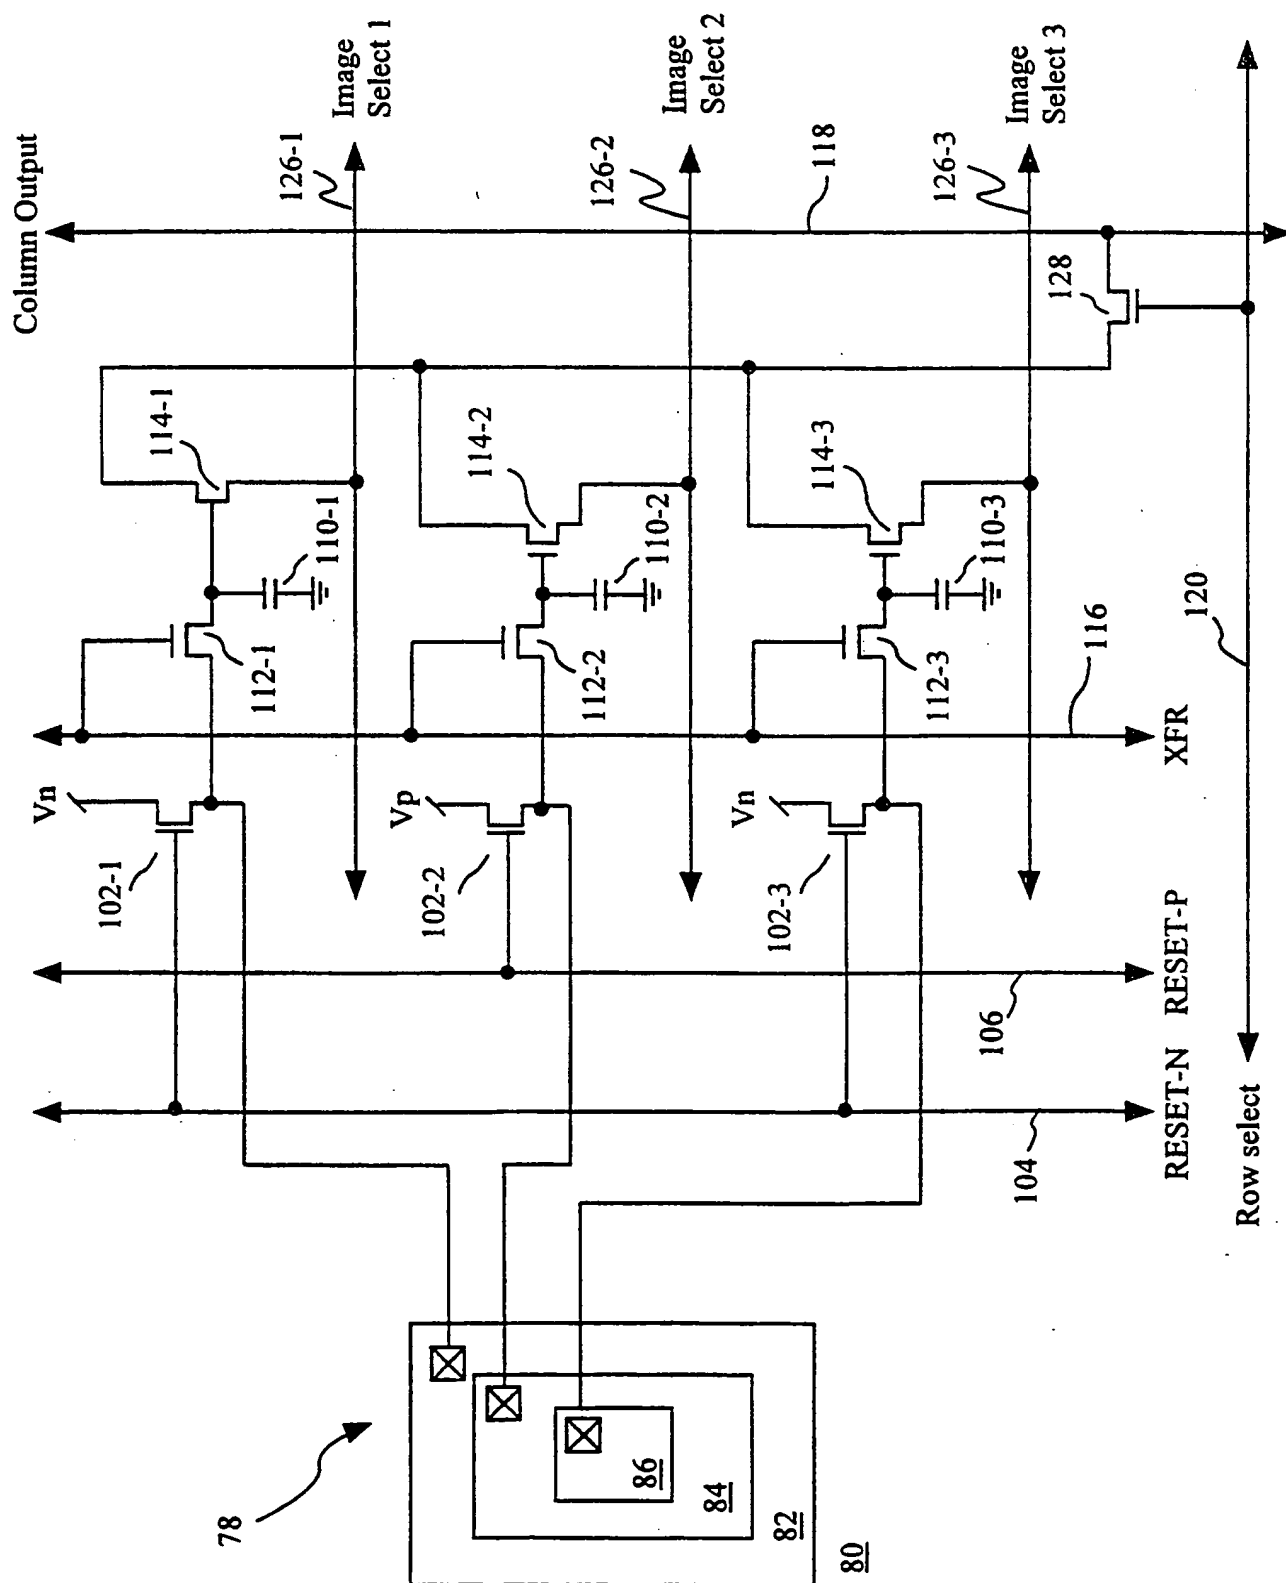 Column Output
Image
Select 1
126-1
Image
Select 2
126-2
Image
Select 3
126-3
118
128
114-1
114-2
114-3
110-1
110-2
110-3
112-1
112-2
112-3
120
116
XFR
Vn
Vp
Vn
102-1
102-2
102-3
RESET-P
106
RESET-N
104
Row select
78
86
84
82
80